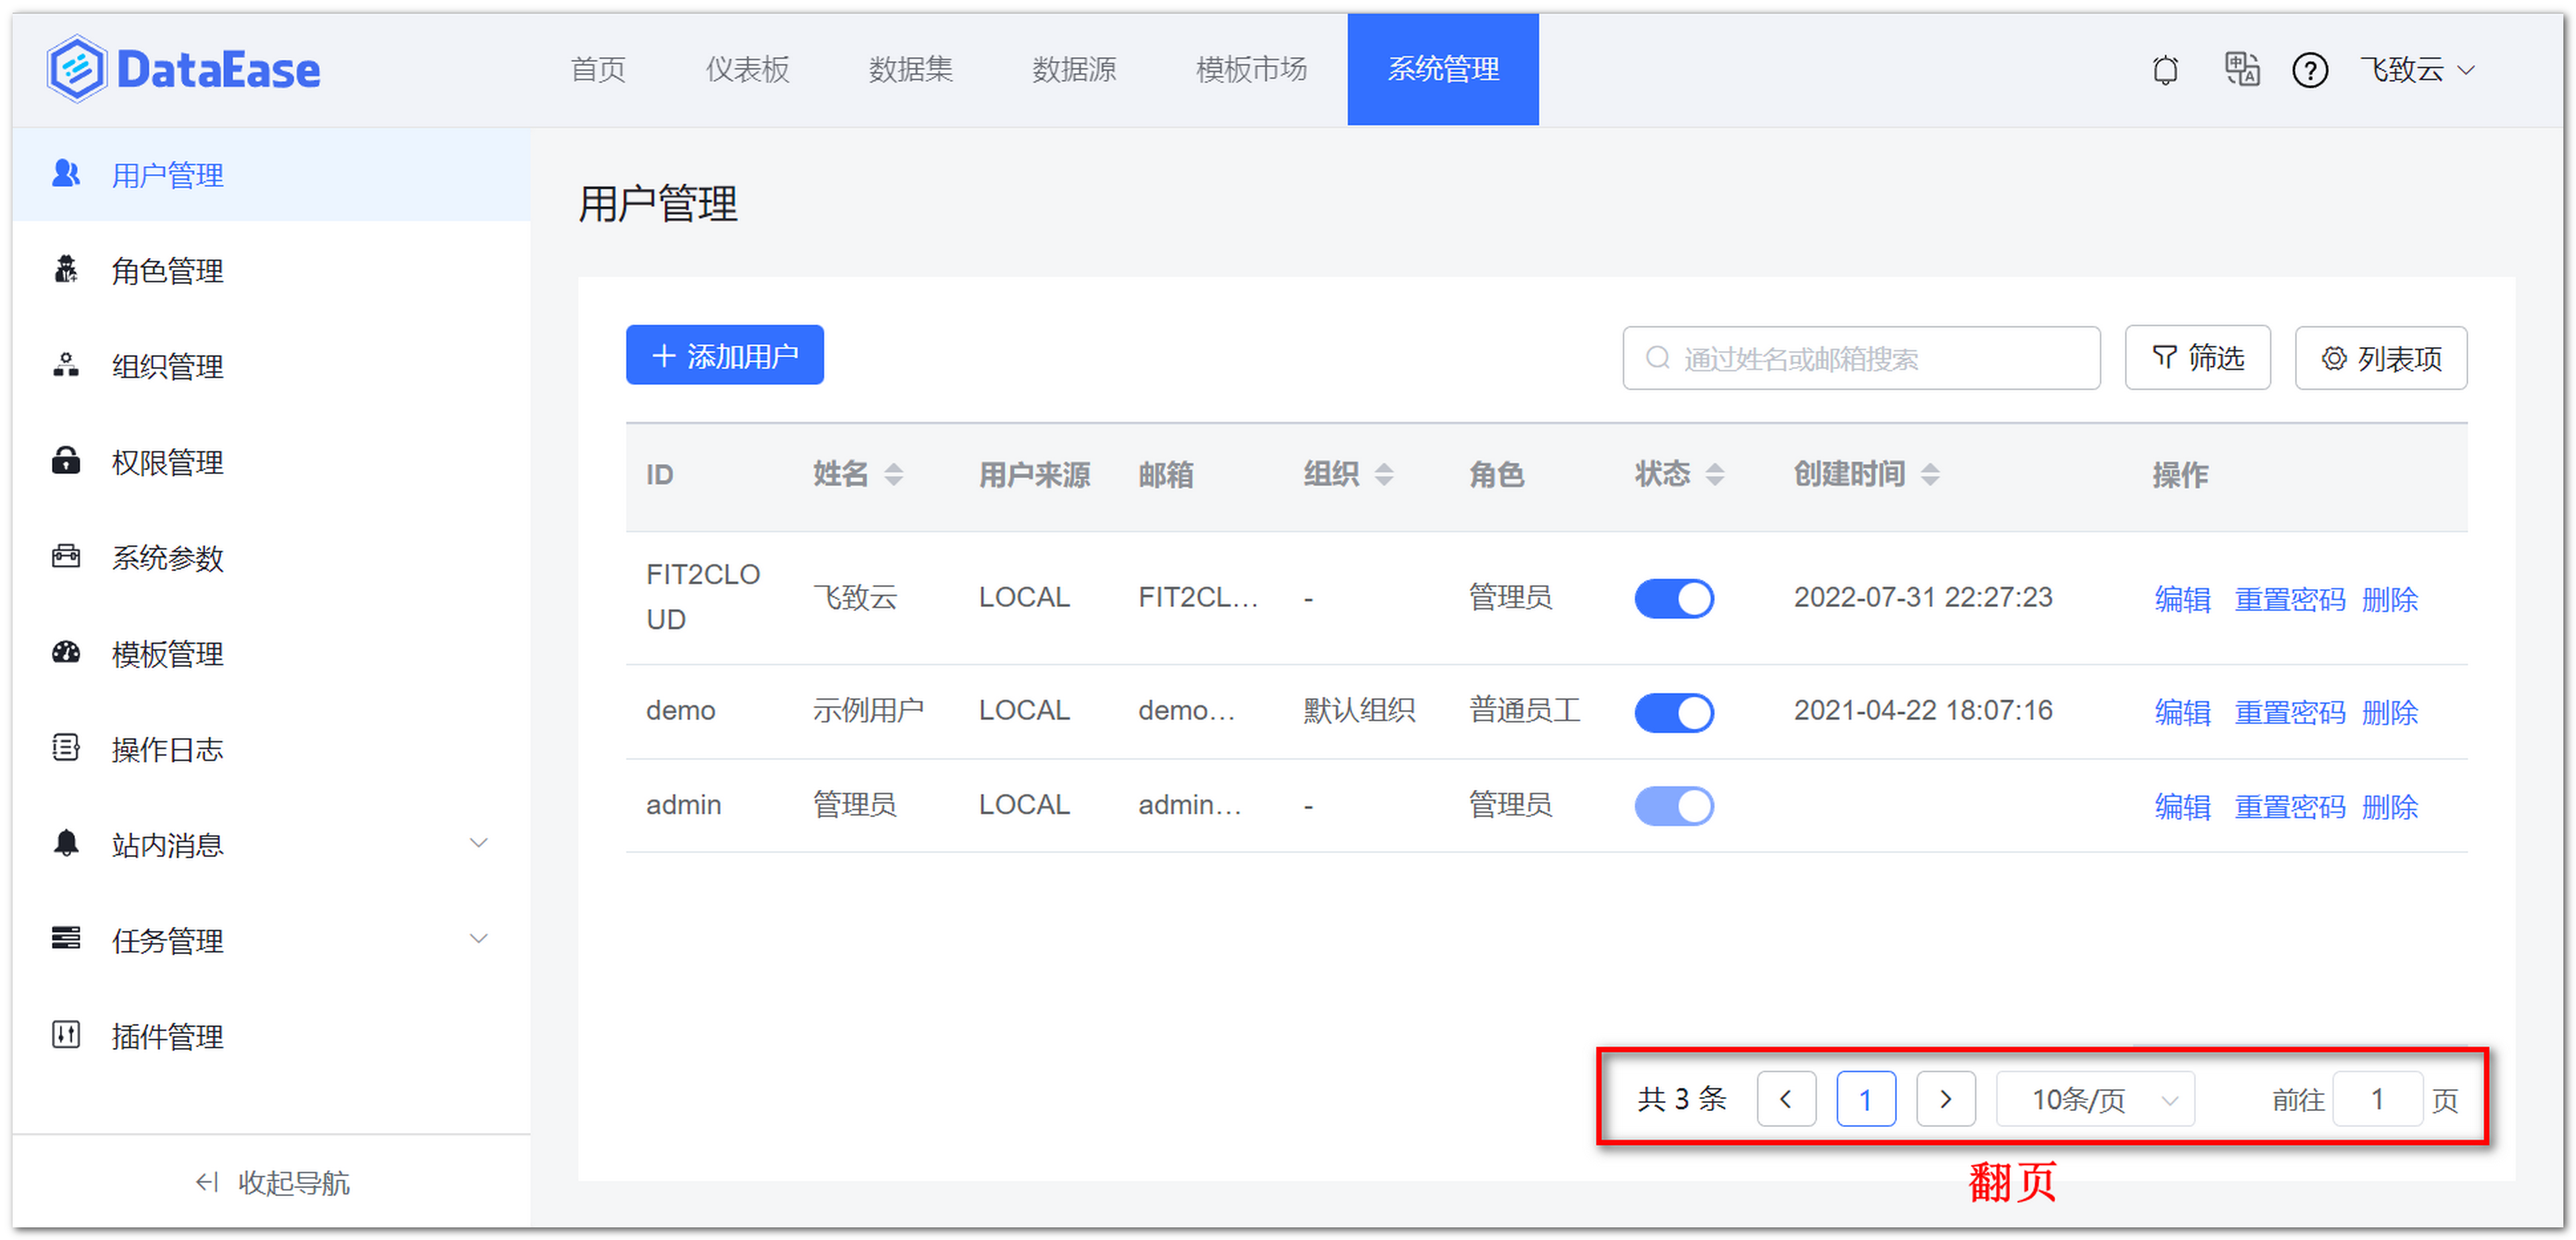 DataEase 首页 仪表板 数据集 数据源 模板市场 系统管理 中 A ? 飞致云
用户管理
角色管理
组织管理
权限管理
系统参数
模板管理
操作日志
站内消息
任务管理
插件管理
收起导航
用户管理
添加用户 通过姓名或邮箱搜索 筛选 列表项
ID 姓名 用户来源 邮箱 组织 角色 状态 创建时间 操作
FIT2CLO
UD 飞致云 LOCAL FIT2CL... - 管理员 2022-07-31 22:27:23 编辑 重置密码 删除
demo 示例用户 LOCAL demo... 默认组织 普通员工 2021-04-22 18:07:16 编辑 重置密码 删除
admin 管理员 LOCAL admin... - 管理员 编辑 重置密码 删除
共 3 条 < 1 > 10条/页 前往 1 页
翻页